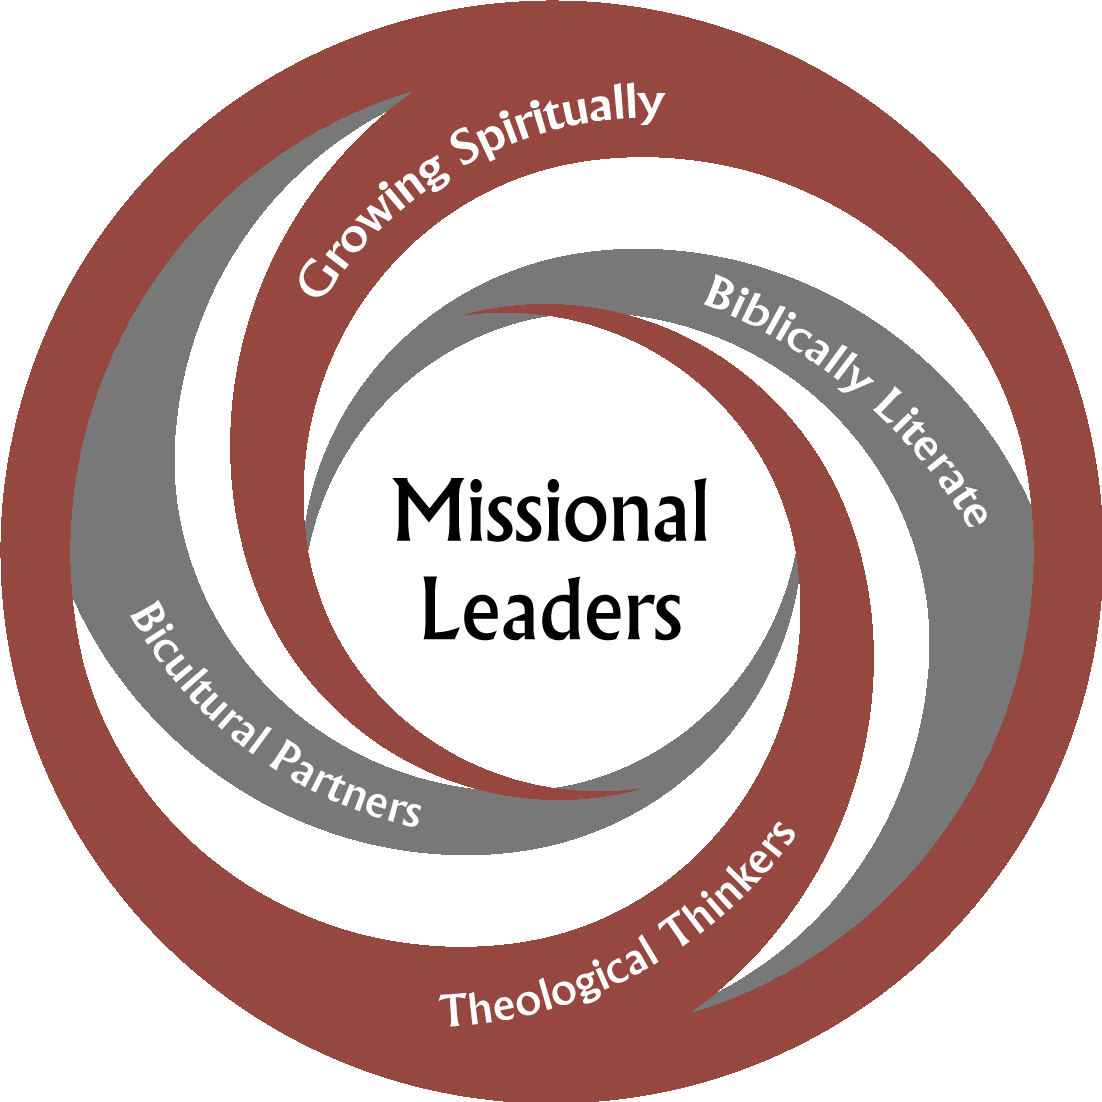 Growing Spiritually
Biblically Literate
Missional
Leaders
Bicultural Partners
Theological Thinkers